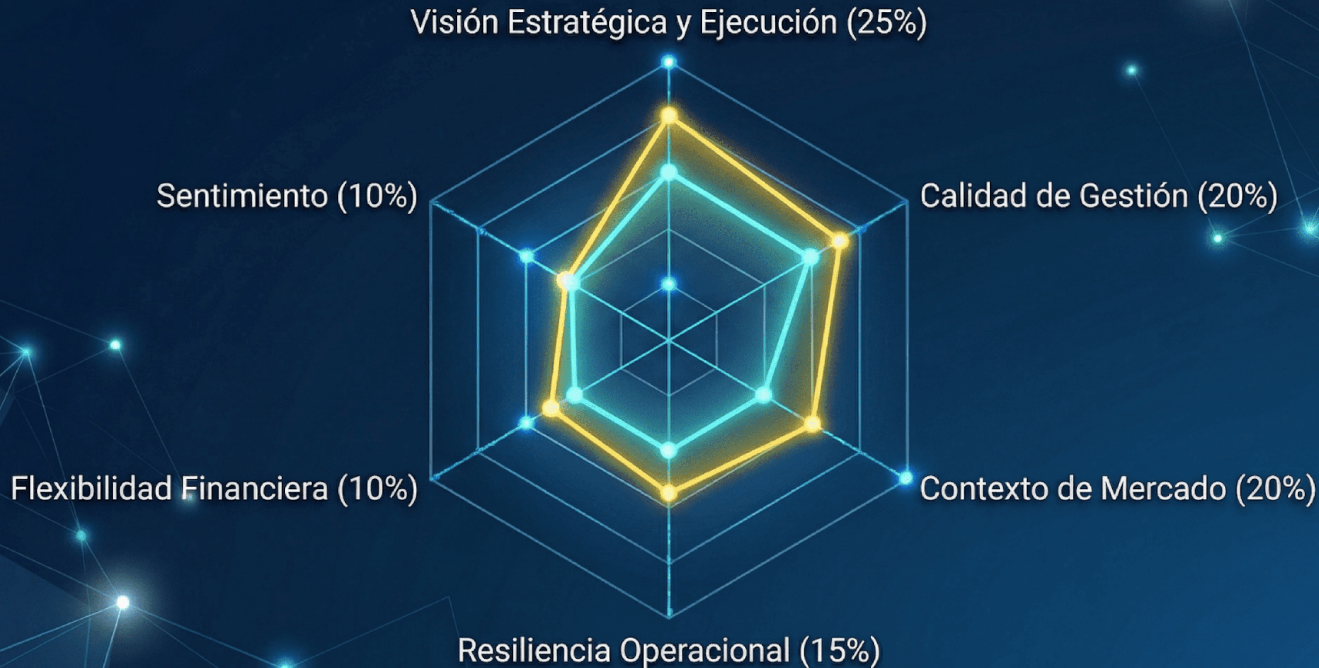 Visión Estratégica y Ejecución (25%)
Sentimiento (10%)
Calidad de Gestión (20%)
Flexibilidad Financiera (10%)
Contexto de Mercado (20%)
Resiliencia Operacional (15%)